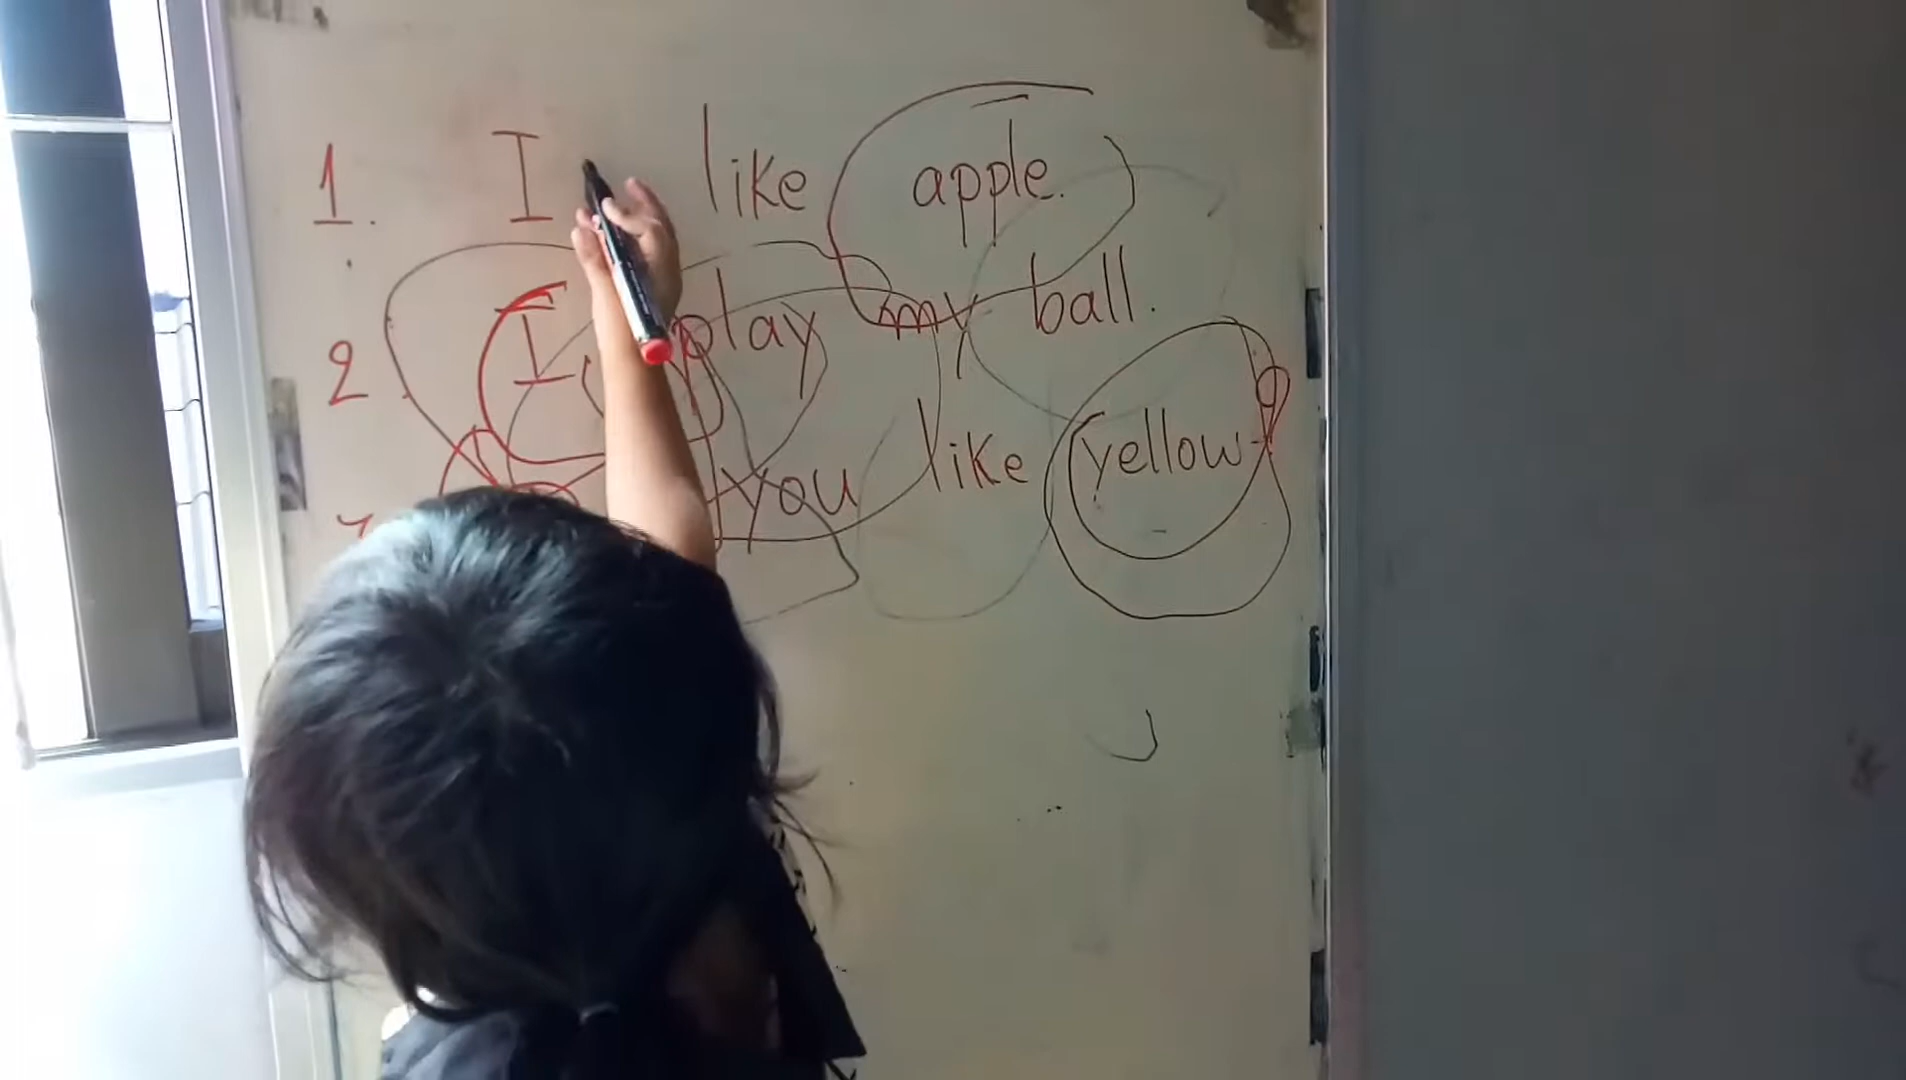 1. I like apple.
2 I play my ball.
you like yellow ?